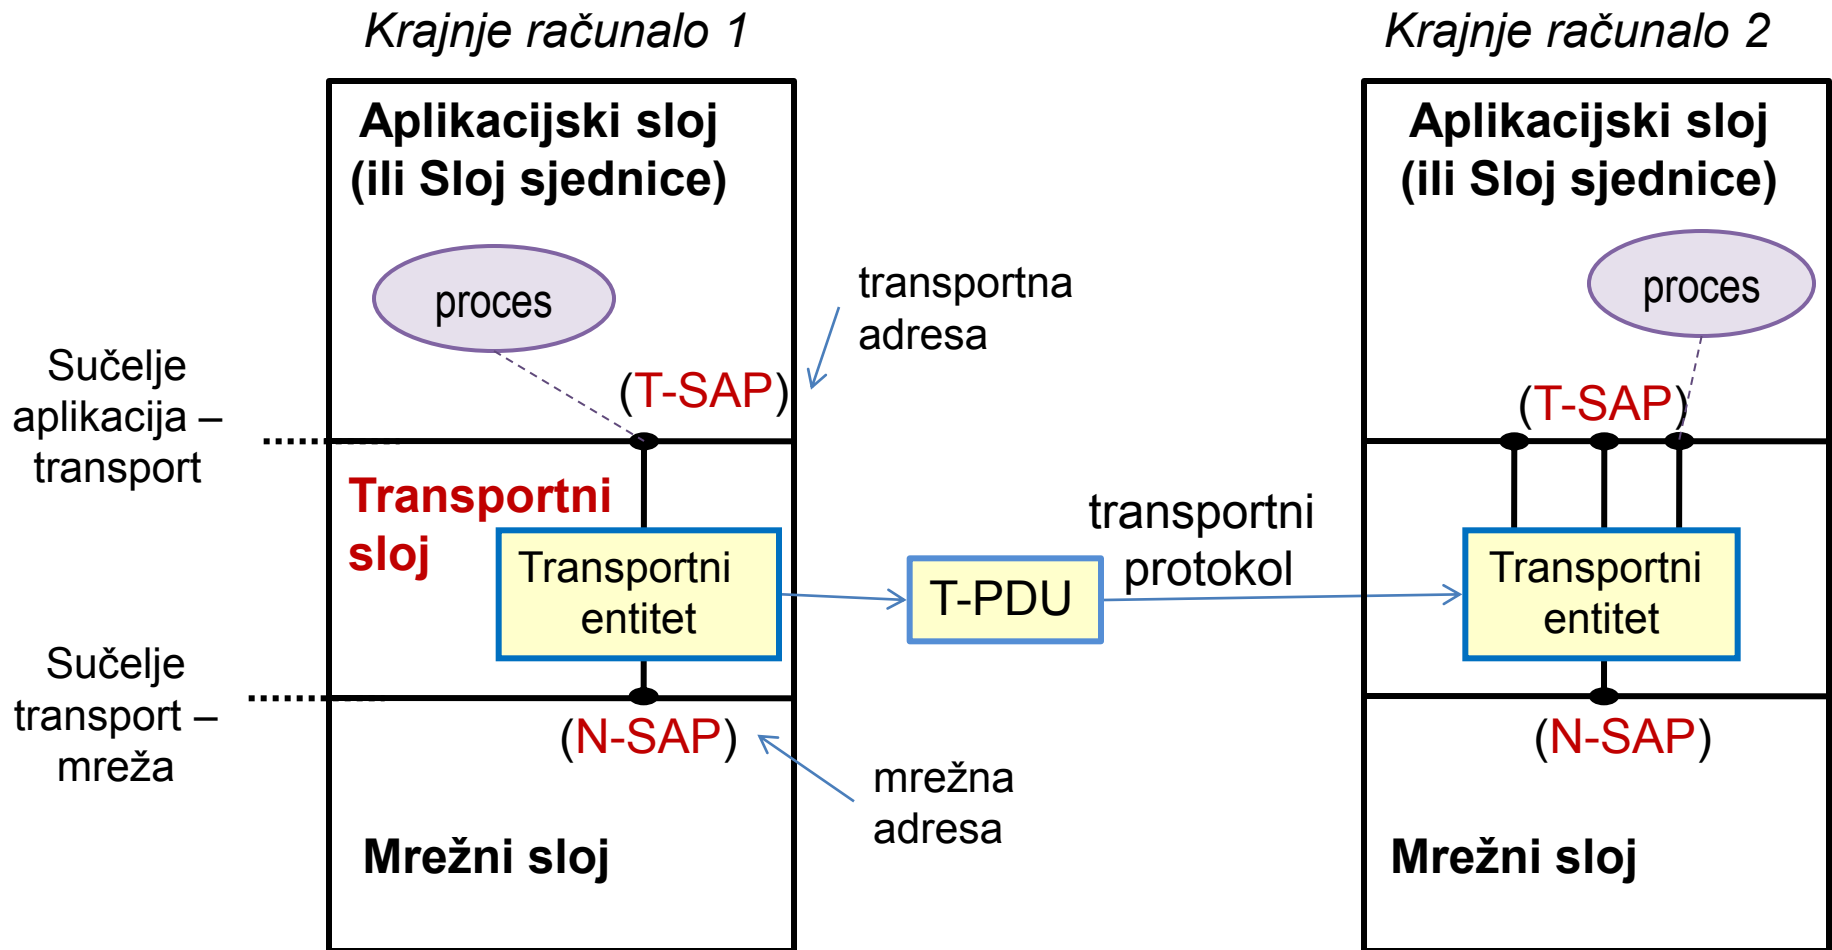 Krajnje računalo 1
Krajnje računalo 2
Aplikacijski sloj
(ili Sloj sjednice)
proces
transportna
adresa
Sučelje
aplikacija –
transport
(T-SAP)
Transportni
sloj
Transportni
entitet
T-PDU
transportni
protokol
Sučelje
transport –
mreža
(N-SAP)
mrežna
adresa
Mrežni sloj
Aplikacijski sloj
(ili Sloj sjednice)
proces
(T-SAP)
Transportni
entitet
(N-SAP)
Mrežni sloj